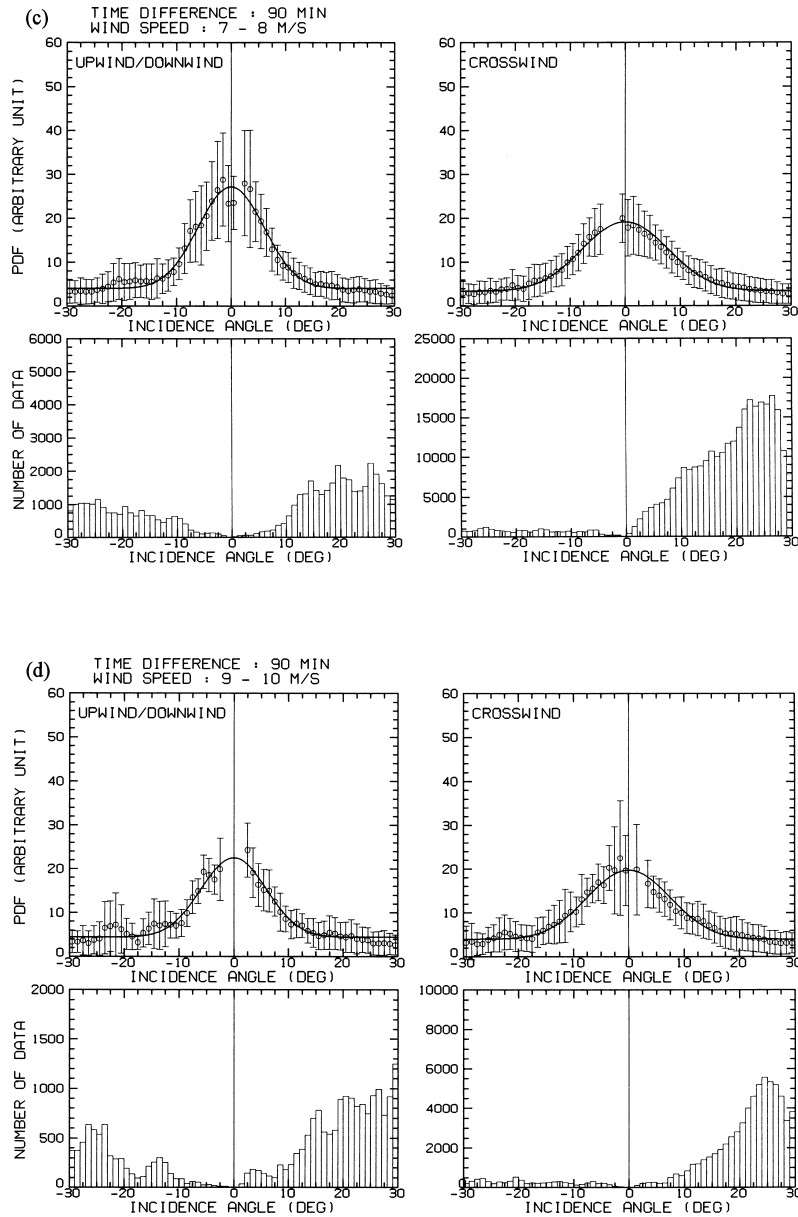 (c) TIME DIFFERENCE : 90 MIN
WIND SPEED : 7 - 8 M/S
UPWIND/DOWNWIND
60
50
40
30
20
10
0
PDF (ARBITRARY UNIT)
-30 -20 -10 0 10 20 30
INCIDENCE ANGLE (DEG)
CROSSWIND
60
50
40
30
20
10
0
-30 -20 -10 0 10 20 30
INCIDENCE ANGLE (DEG)
6000
5000
4000
3000
2000
1000
0
NUMBER OF DATA
-30 -20 -10 0 10 20 30
INCIDENCE ANGLE (DEG)
25000
20000
15000
10000
5000
0
-30 -20 -10 0 10 20 30
INCIDENCE ANGLE (DEG)
(d) TIME DIFFERENCE : 90 MIN
WIND SPEED : 9 - 10 M/S
UPWIND/DOWNWIND
60
50
40
30
20
10
0
PDF (ARBITRARY UNIT)
-30 -20 -10 0 10 20 30
INCIDENCE ANGLE (DEG)
CROSSWIND
60
50
40
30
20
10
0
-30 -20 -10 0 10 20 30
INCIDENCE ANGLE (DEG)
2000
1500
1000
500
0
NUMBER OF DATA
-30 -20 -10 0 10 20 30
INCIDENCE ANGLE (DEG)
10000
8000
6000
4000
2000
0
-30 -20 -10 0 10 20 30
INCIDENCE ANGLE (DEG)